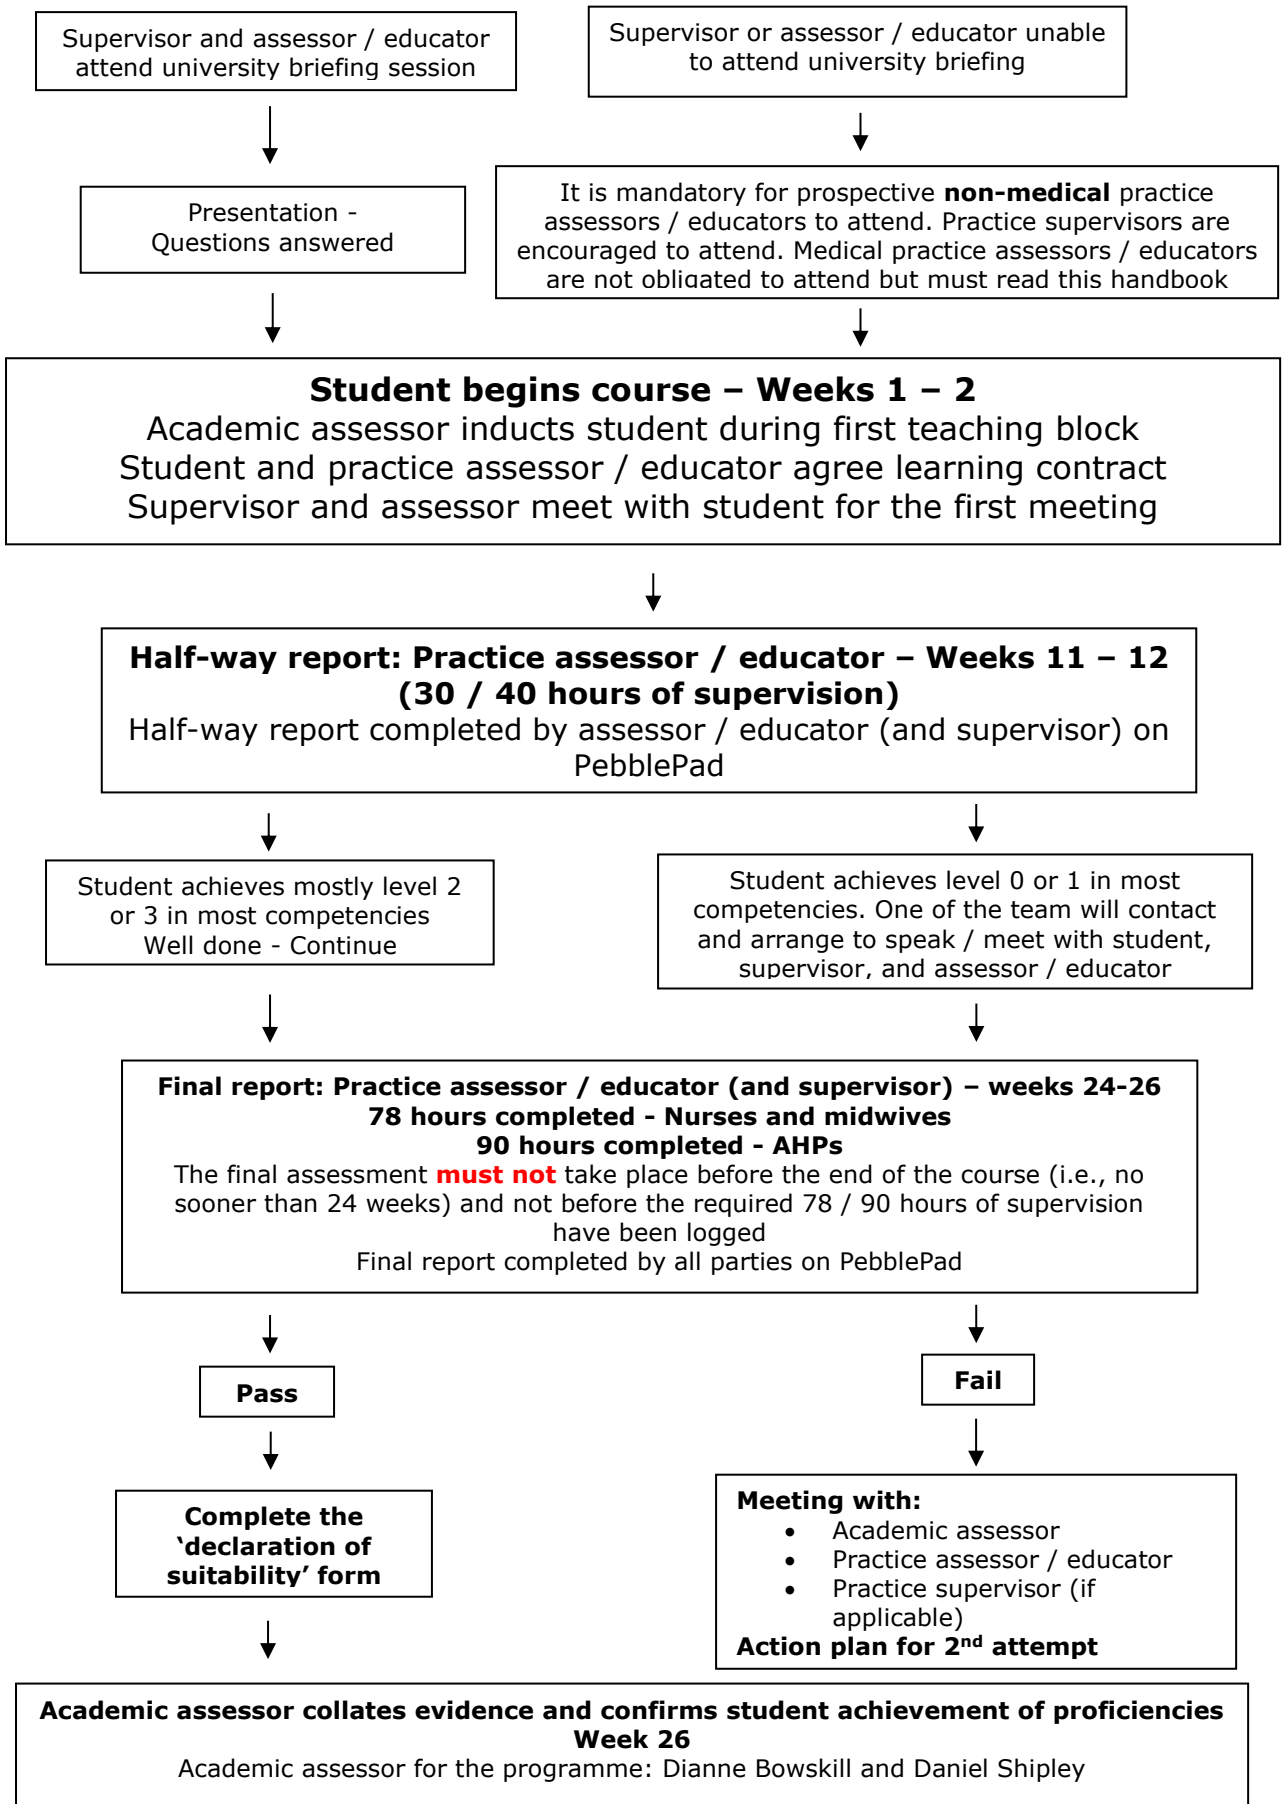 Supervisor and assessor / educator
attend university briefing session
Supervisor or assessor / educator unable
to attend university briefing
Presentation -
Questions answered
It is mandatory for prospective non-medical practice
assessors / educators to attend. Practice supervisors are
encouraged to attend. Medical practice assessors / educators
are not obligated to attend but must read this handbook
Student begins course – Weeks 1 – 2
Academic assessor inducts student during first teaching block
Student and practice assessor / educator agree learning contract
Supervisor and assessor meet with student for the first meeting
Half-way report: Practice assessor / educator – Weeks 11 – 12
(30 / 40 hours of supervision)
Half-way report completed by assessor / educator (and supervisor) on
PebblePad
Student achieves mostly level 2
or 3 in most competencies
Well done - Continue
Student achieves level 0 or 1 in most
competencies. One of the team will contact
and arrange to speak / meet with student,
supervisor, and assessor / educator
Final report: Practice assessor / educator (and supervisor) – weeks 24-26
78 hours completed - Nurses and midwives
90 hours completed - AHPs
The final assessment must not take place before the end of the course (i.e., no
sooner than 24 weeks) and not before the required 78 / 90 hours of supervision
have been logged
Final report completed by all parties on PebblePad
Pass
Fail
Complete the
‘declaration of
suitability’ form
Meeting with:
• Academic assessor
• Practice assessor / educator
• Practice supervisor (if
applicable)
Action plan for 2nd attempt
Academic assessor collates evidence and confirms student achievement of proficiencies
Week 26
Academic assessor for the programme: Dianne Bowskill and Daniel Shipley